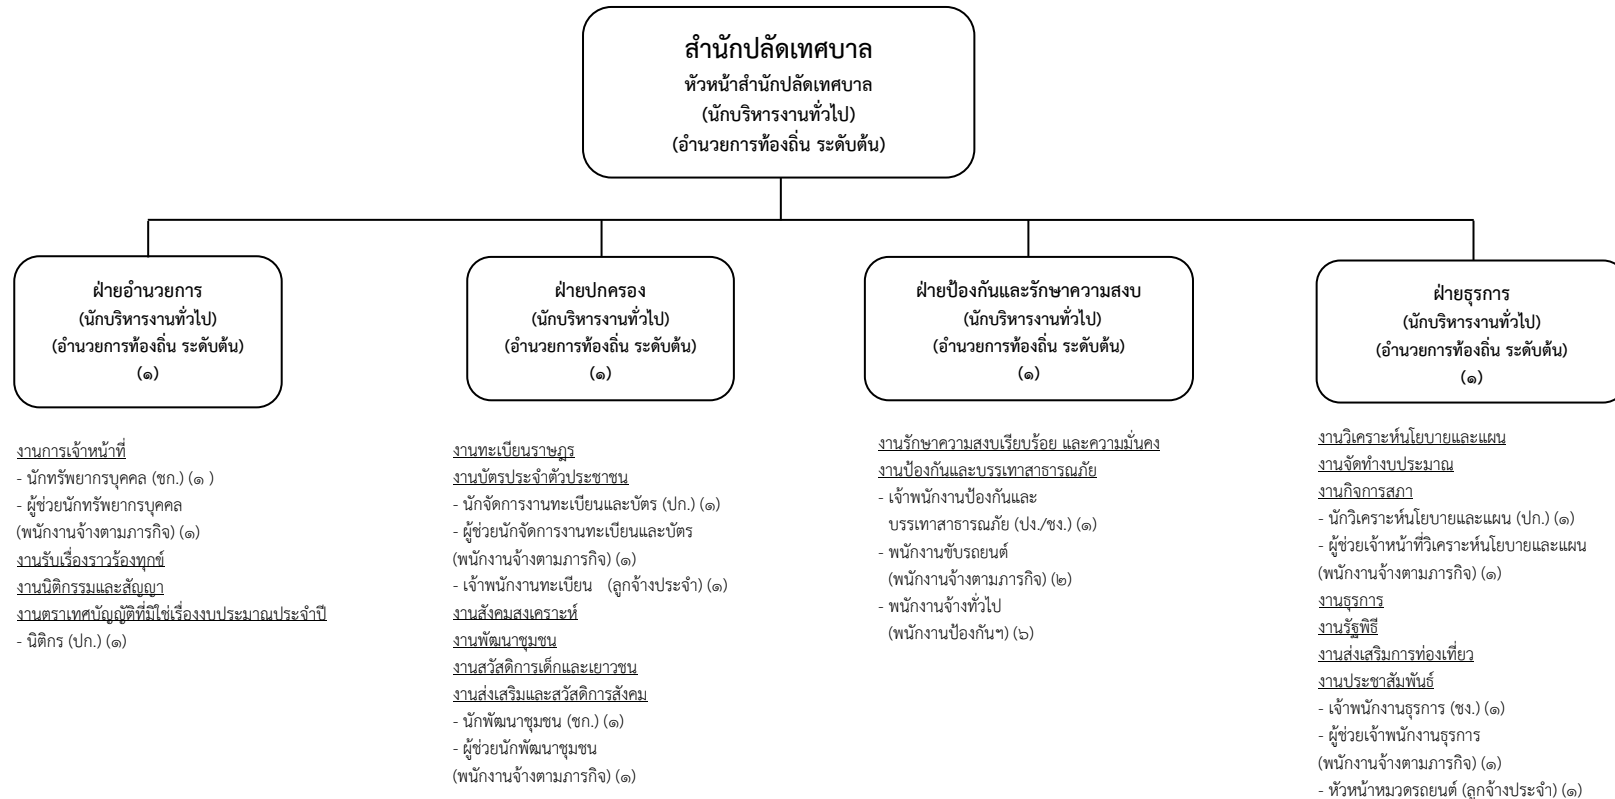 สำนักปลัดเทศบาล
หัวหน้าสำนักปลัดเทศบาล
(นักบริหารงานทั่วไป)
(อำนวยการท้องถิ่น ระดับต้น)
ฝ่ายอำนวยการ
(นักบริหารงานทั่วไป)
(อำนวยการท้องถิ่น ระดับต้น)
(๑)
งานการเจ้าหน้าที่
- นักทรัพยากรบุคคล (ชก.) (๑ )
- ผู้ช่วยนักทรัพยากรบุคคล
(พนักงานจ้างตามภารกิจ) (๑)
งานรับเรื่องราวร้องทุกข์
งานนิติกรรมและสัญญา
งานตราเทศบัญญัติที่มิใช่เรื่องงบประมาณประจำปี
- นิติกร (ปก.) (๑)
ฝ่ายปกครอง
(นักบริหารงานทั่วไป)
(อำนวยการท้องถิ่น ระดับต้น)
(๑)
งานทะเบียนราษฎร
งานบัตรประจำตัวประชาชน
- นักจัดการงานทะเบียนและบัตร (ปก.) (๑)
- ผู้ช่วยนักจัดการงานทะเบียนและบัตร
(พนักงานจ้างตามภารกิจ) (๑)
- เจ้าพนักงานทะเบียน (ลูกจ้างประจำ) (๑)
งานสังคมสงเคราะห์
งานพัฒนาชุมชน
งานสวัสดิการเด็กและเยาวชน
งานส่งเสริมและสวัสดิการสังคม
- นักพัฒนาชุมชน (ชก.) (๑)
- ผู้ช่วยนักพัฒนาชุมชน
(พนักงานจ้างตามภารกิจ) (๑)
ฝ่ายป้องกันและรักษาความสงบ
(นักบริหารงานทั่วไป)
(อำนวยการท้องถิ่น ระดับต้น)
(๑)
งานรักษาความสงบเรียบร้อย และความมั่นคง
งานป้องกันและบรรเทาสาธารณภัย
- เจ้าพนักงานป้องกันและ
บรรเทาสาธารณภัย (ปง./ชง.) (๑)
- พนักงานขับรถยนต์
(พนักงานจ้างตามภารกิจ) (๒)
- พนักงานจ้างทั่วไป
(พนักงานป้องกันฯ) (๖)
ฝ่ายธุรการ
(นักบริหารงานทั่วไป)
(อำนวยการท้องถิ่น ระดับต้น)
(๑)
งานวิเคราะห์นโยบายและแผน
งานจัดทำงบประมาณ
งานกิจการสภา
- นักวิเคราะห์นโยบายและแผน (ปก.) (๑)
- ผู้ช่วยเจ้าหน้าที่วิเคราะห์นโยบายและแผน
(พนักงานจ้างตามภารกิจ) (๑)
งานธุรการ
งานรัฐพิธี
งานส่งเสริมการท่องเที่ยว
งานประชาสัมพันธ์
- เจ้าพนักงานธุรการ (ชง.) (๑)
- ผู้ช่วยเจ้าพนักงานธุรการ
(พนักงานจ้างตามภารกิจ) (๑)
- หัวหน้าหมวดรถยนต์ (ลูกจ้างประจำ) (๑)